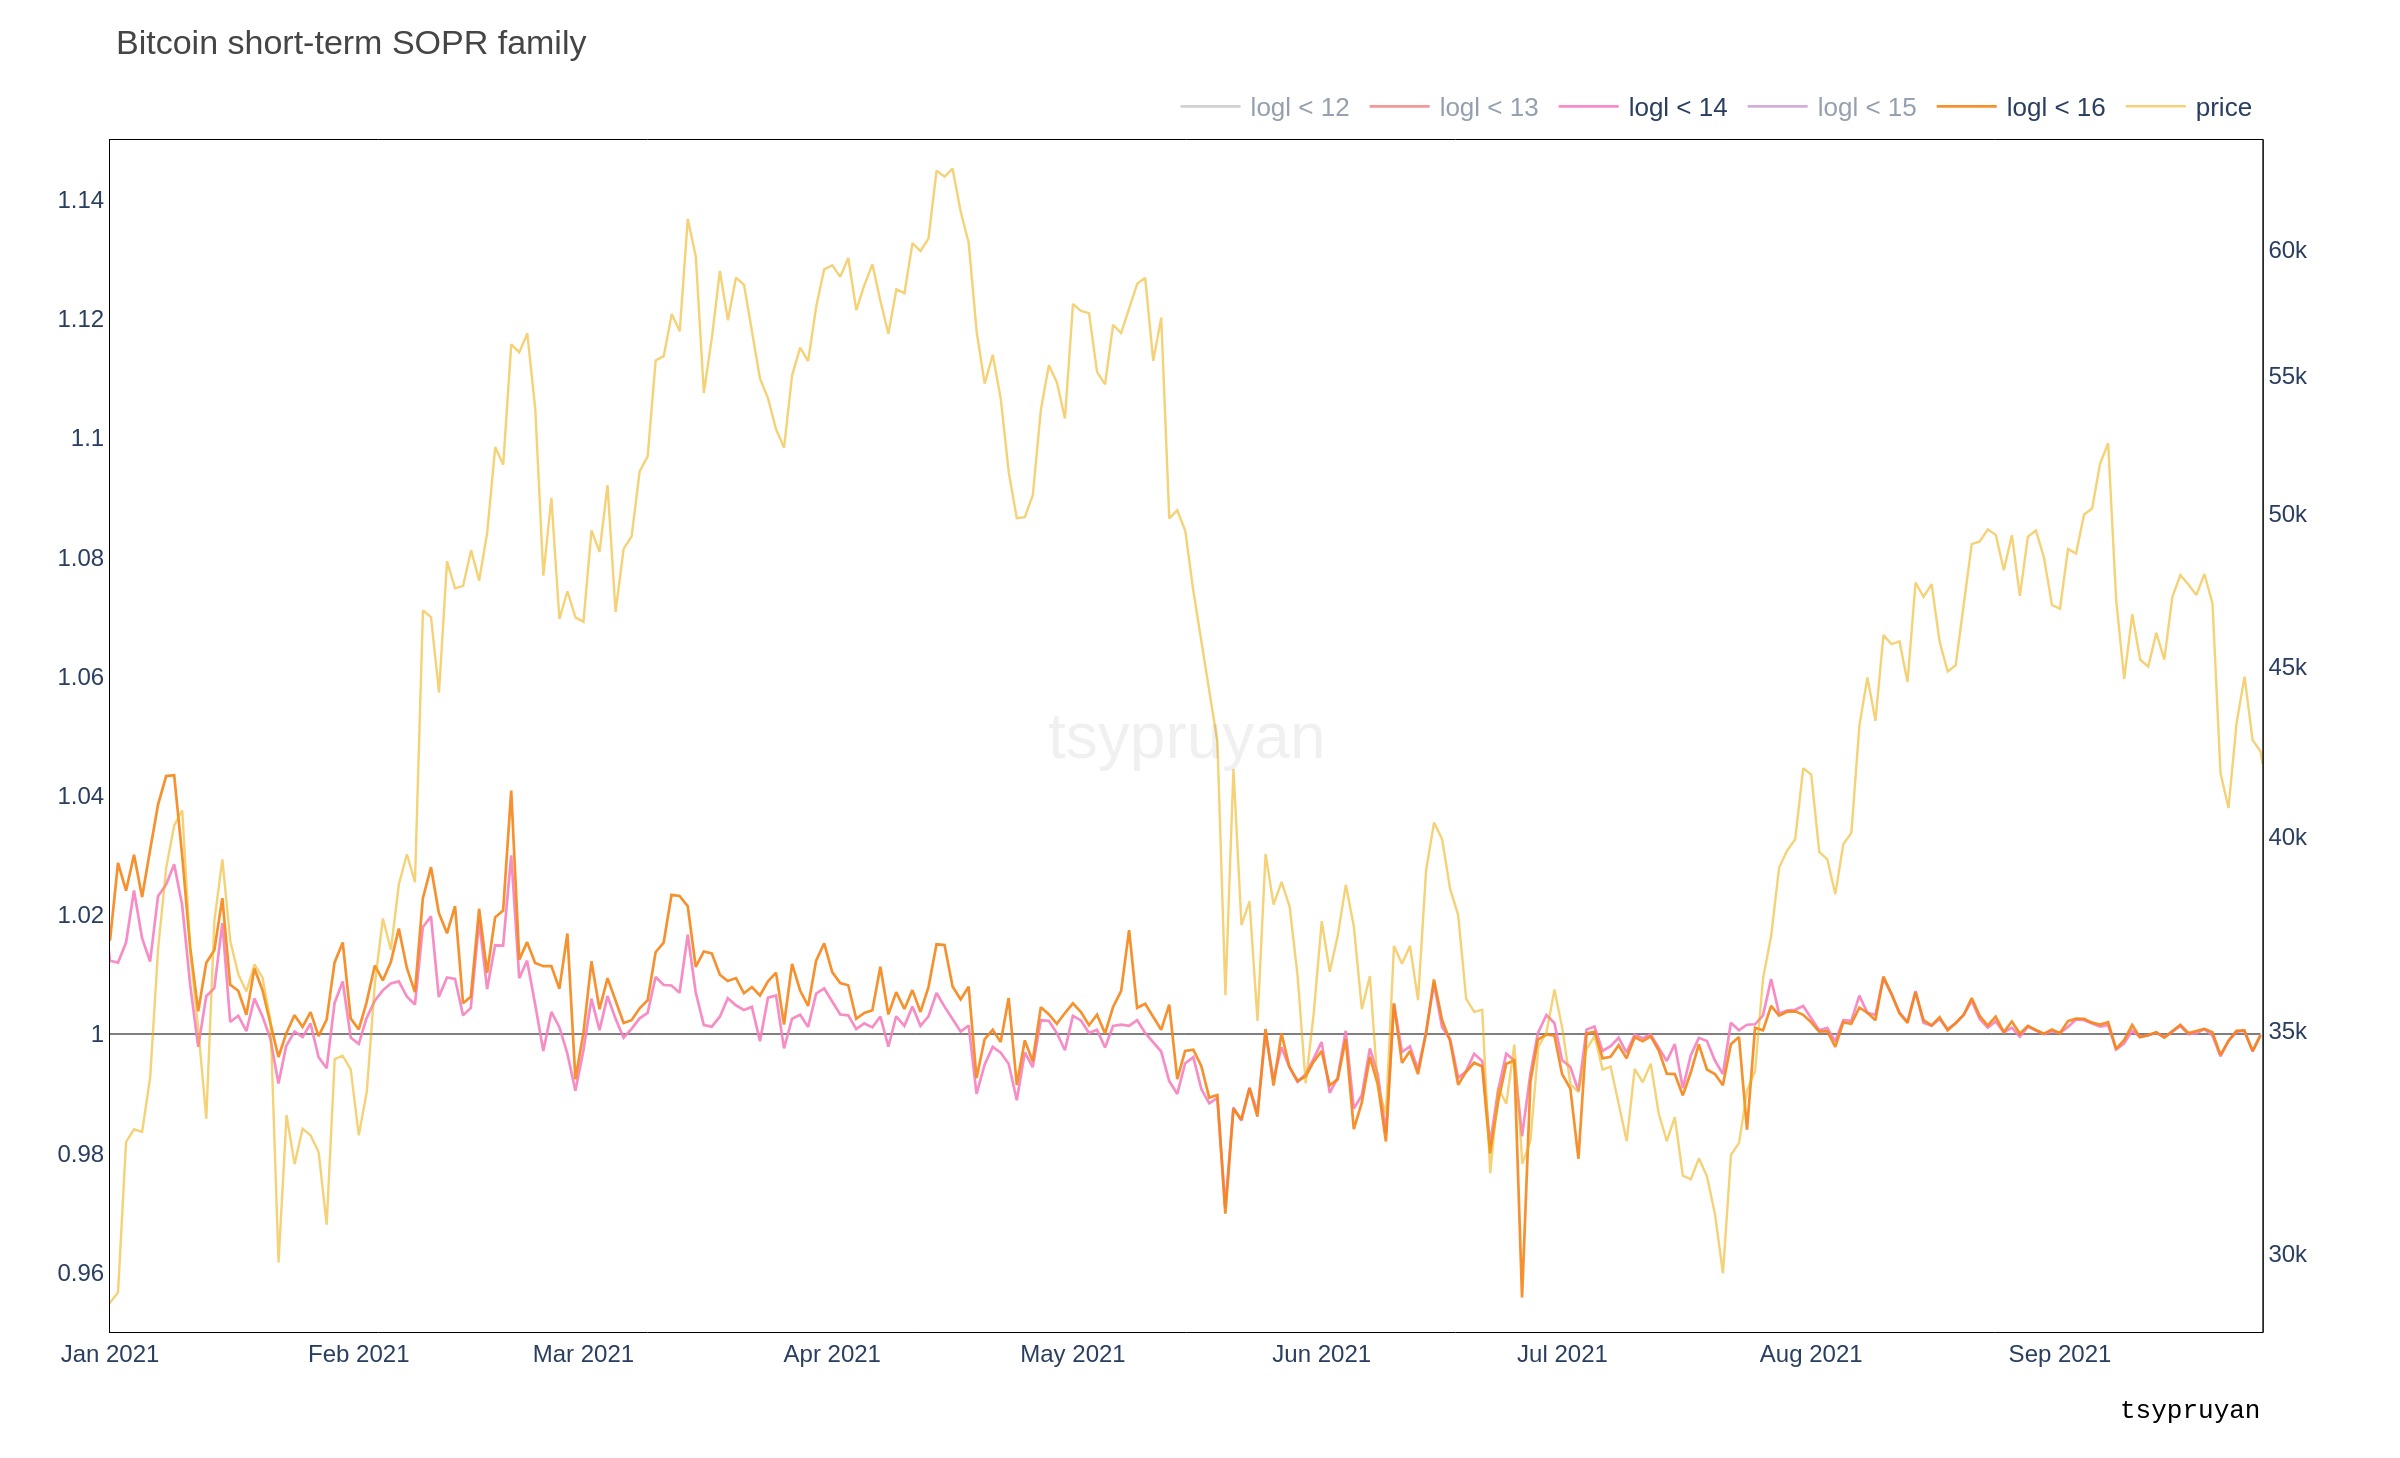 Bitcoin short-term SOPR family
logl < 12 logl < 13 logl < 14 logl < 15 logl < 16 price
1.14
1.12
1.1
1.08
1.06
1.04
1.02
1
0.98
0.96
60k
55k
50k
45k
40k
35k
30k
tsypruyan
Jan 2021 Feb 2021 Mar 2021 Apr 2021 May 2021 Jun 2021 Jul 2021 Aug 2021 Sep 2021
tsypruyan